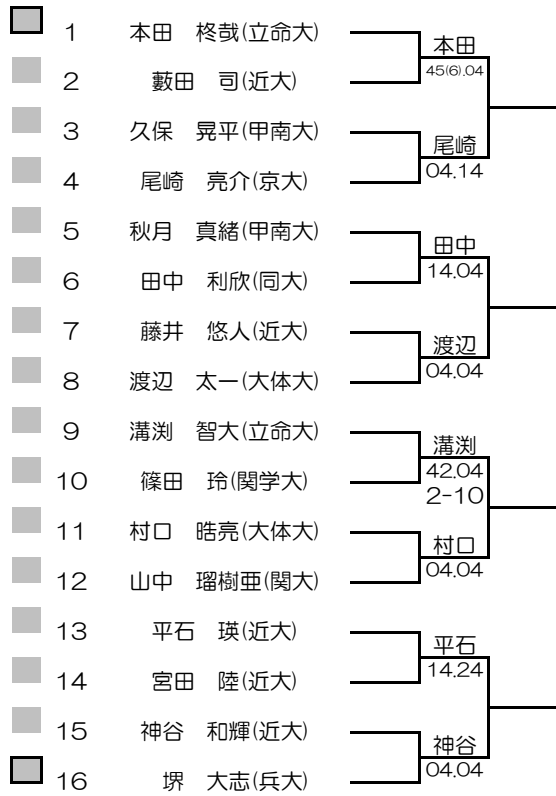 1 本田 柊哉(立命大)
本田
45(6).04
2 藪田 司(近大)
3 久保 晃平(甲南大)
尾崎
04.14
4 尾崎 亮介(京大)
5 秋月 真緒(甲南大)
田中
14.04
6 田中 利欣(同大)
7 藤井 悠人(近大)
渡辺
04.04
8 渡辺 太一(大体大)
9 溝渕 智大(立命大)
溝渕
42.04
2-10
10 篠田 玲(関学大)
11 村口 晧亮(大体大)
村口
04.04
12 山中 瑠樹亜(関大)
13 平石 瑛(近大)
平石
14.24
14 宮田 陸(近大)
15 神谷 和輝(近大)
神谷
04.04
16 堺 大志(兵大)